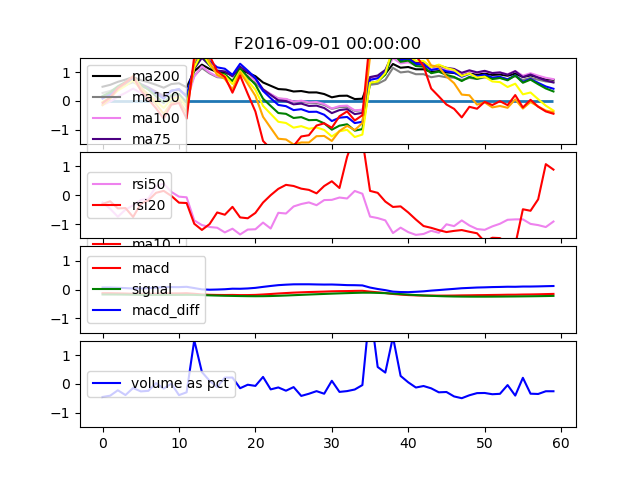 F2016-09-01 00:00:00
1
0
−1
ma200
ma150
ma100
ma75
1
0
−1
rsi50
rsi20
ma10
1
0
−1
macd
signal
macd_diff
1
0
−1
volume as pct
0 10 20 30 40 50 60